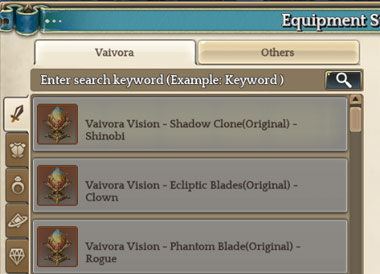 Equipment S
Vaivora
Others
Enter search keyword (Example: Keyword )
Vaivora Vision - Shadow Clone(Original) -
Shinobi
Vaivora Vision - Ecliptic Blades(Original) -
Clown
Vaivora Vision - Phantom Blade(Original) -
Rogue